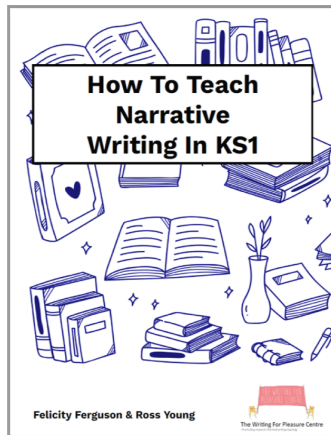 How To Teach
Narrative
Writing In KS1
Felicity Ferguson & Ross Young
The Writing For Pleasure Centre